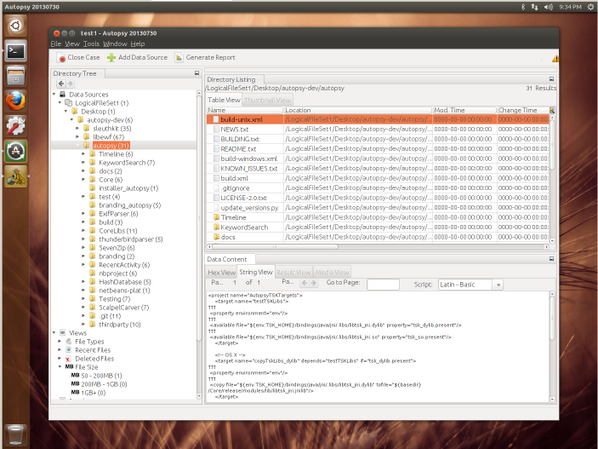 Autopsy 20130730
9:34 PM
test1 - Autopsy 20130730
File View Tools Window Help
Close Case Add Data Source Generate Report
Directory Tree
Data Sources
LogicalFileSet1 (1)
Desktop (1)
autopsy-dev (6)
sleuthkit (35)
libewf (67)
autopsy (31)
Timeline (6)
KeywordSearch (7)
docs (2)
Core (6)
installer_autopsy (1)
test (4)
branding_autopsy (5)
ExifParser (6)
build (3)
CoreLibs (11)
thunderbirdparser (5)
SevenZip (6)
branding (2)
RecentActivity (6)
nbproject (6)
HashDatabase (5)
netbeans-plat (1)
Testing (7)
ScalpelCarver (7)
.git (11)
thirdparty (10)
Views
File Types
Recent Files
Deleted Files
MB File Size
MB 50 - 200MB (1)
MB 200MB - 1GB (0)
MB 1GB+ (0)
Directory Listing
/LogicalFileSet1/Desktop/autopsy-dev/autopsy 31 Results
Table View Thumbnail View
Name Location Mod. Time Change Time
build-unix.xml /LogicalFileSet1/Desktop/autopsy-dev/autopsy/... 0000-00-00 00:00:00 0000-00-00 00:00:
NEWS.txt /LogicalFileSet1/Desktop/autopsy-dev/autopsy/... 0000-00-00 00:00:00 0000-00-00 00:00:
BUILDING.txt /LogicalFileSet1/Desktop/autopsy-dev/autopsy/... 0000-00-00 00:00:00 0000-00-00 00:00:
README.txt /LogicalFileSet1/Desktop/autopsy-dev/autopsy/... 0000-00-00 00:00:00 0000-00-00 00:00:
build-windows.xml /LogicalFileSet1/Desktop/autopsy-dev/autopsy/... 0000-00-00 00:00:00 0000-00-00 00:00:
KNOWN_ISSUES.txt /LogicalFileSet1/Desktop/autopsy-dev/autopsy/... 0000-00-00 00:00:00 0000-00-00 00:00:
build.xml /LogicalFileSet1/Desktop/autopsy-dev/autopsy/... 0000-00-00 00:00:00 0000-00-00 00:00:
.gitignore /LogicalFileSet1/Desktop/autopsy-dev/autopsy/... 0000-00-00 00:00:00 0000-00-00 00:00:
LICENSE-2.0.txt /LogicalFileSet1/Desktop/autopsy-dev/autopsy/... 0000-00-00 00:00:00 0000-00-00 00:00:
update_versions.py /LogicalFileSet1/Desktop/autopsy-dev/autopsy/... 0000-00-00 00:00:00 0000-00-00 00:00:
Timeline /LogicalFileSet1/Desktop/autopsy-dev/autopsy/... 0000-00-00 00:00:00 0000-00-00 00:00:
KeywordSearch /LogicalFileSet1/Desktop/autopsy-dev/autopsy/... 0000-00-00 00:00:00 0000-00-00 00:00:
docs /LogicalFileSet1/Desktop/autopsy-dev/autopsy/... 0000-00-00 00:00:00 0000-00-00 00:00:
Data Content
Hex View String View Result View Media View
Pa... 1 of 1 Pa... Go to Page: Script: Latin - Basic
<project name="AutopsyTSKTargets">
<target name="testTSKLibs">
TTT
<property environment="env"/>
TTT
<available file="${env.TSK_HOME}/bindings/java/jni/.libs/libtsk_jni.dylib" property="tsk_dylib.present"/>
TTT
<available file="${env.TSK_HOME}/bindings/java/jni/.libs/libtsk_jni.so" property="tsk_so.present"/>
</target>
<!-- OS X -->
<target name="copyTskLibs_dylib" depends="testTSKLibs" if="tsk_dylib.present">
TTT
<property environment="env"/>
TTT
<copy file="${env.TSK_HOME}/bindings/java/jni/.libs/libtsk_jni.dylib" tofile="${basedir}
/Core/release/modules/lib/libtsk_jni.jnilib"/>
</target>